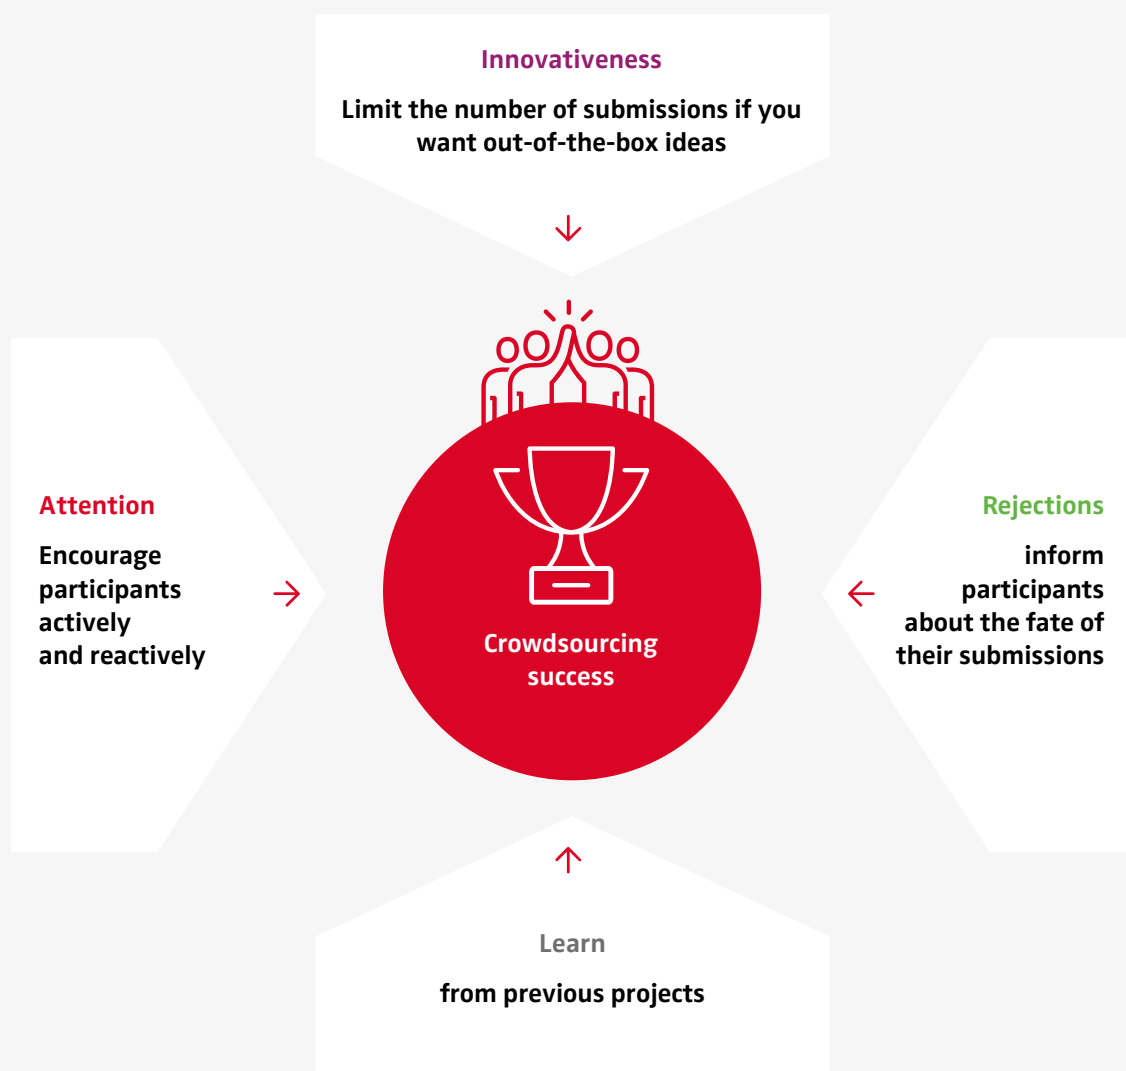 Innovativeness
Limit the number of submissions if you
want out-of-the-box ideas
Attention
Encourage
participants
actively
and reactively
Crowdsourcing
success
Rejections
inform
participants
about the fate of
their submissions
Learn
from previous projects